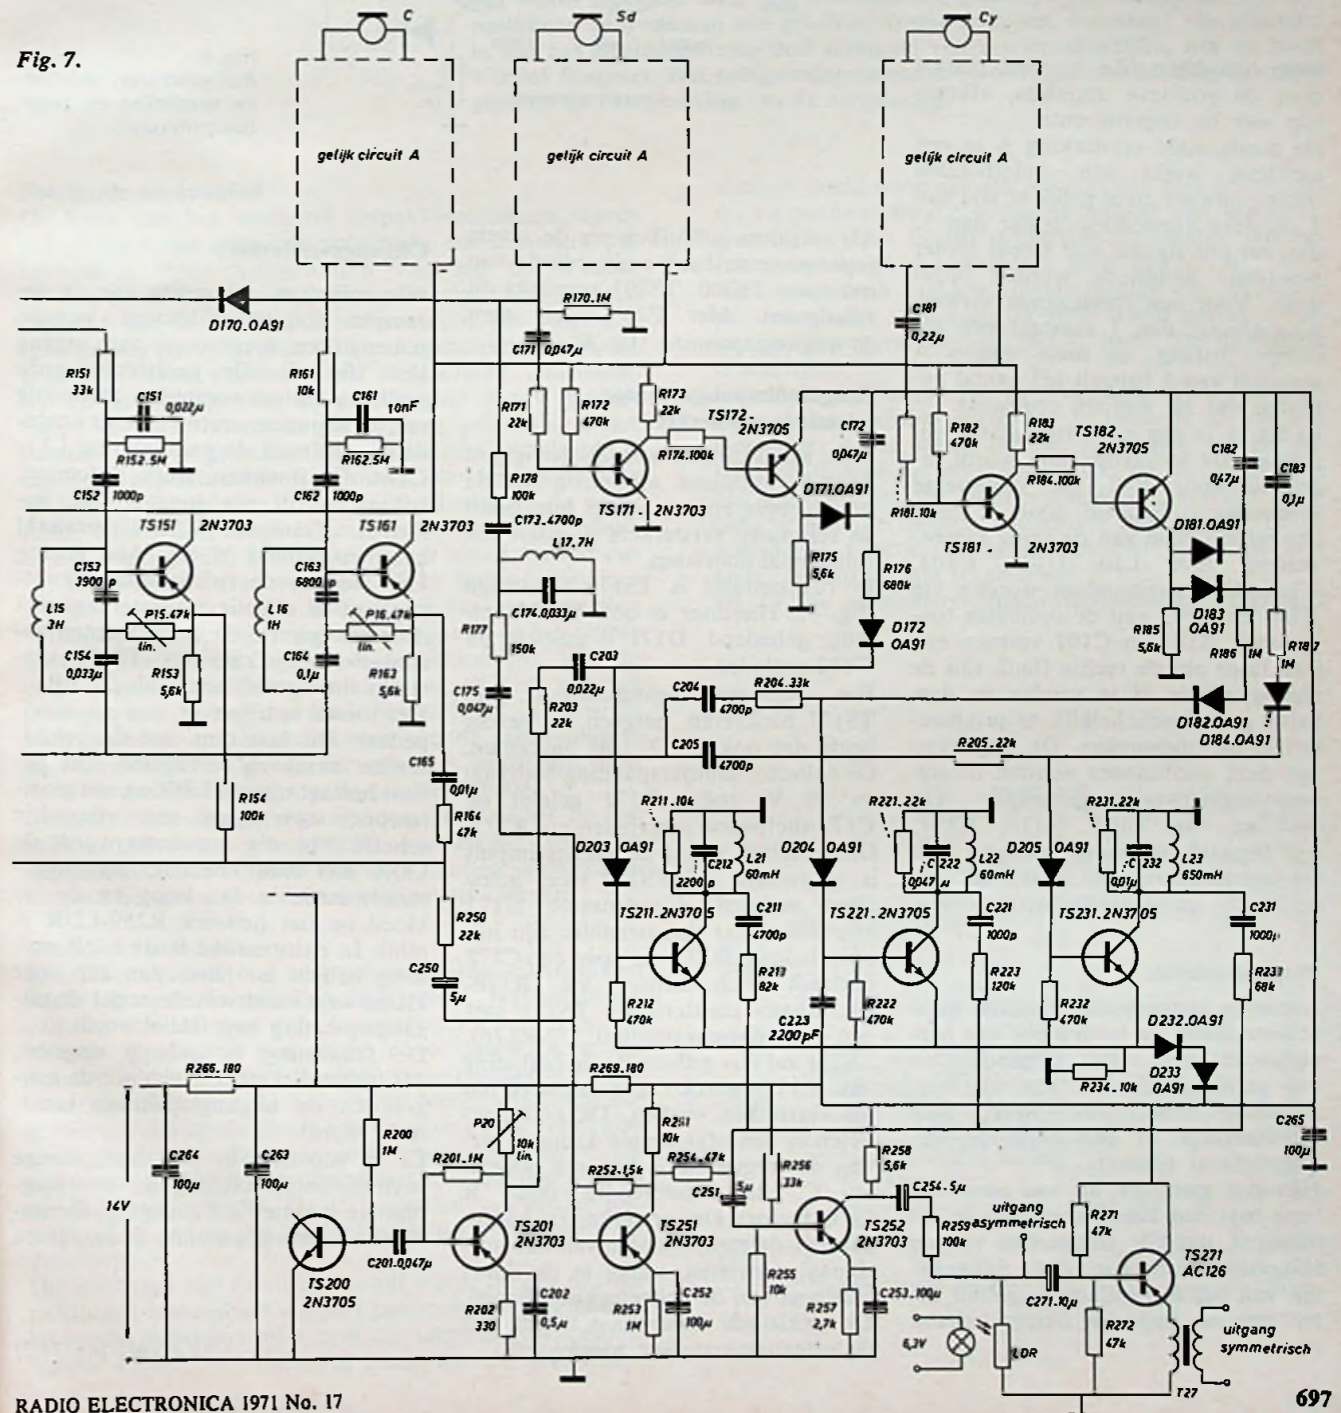 Fig. 7.
C
Sd
Cy
gelijk circuit A
gelijk circuit A
gelijk circuit A
D170.OA91
R170.1M
C171
0,047µ
C181
0,22µ
R151
33k
C151
0,022µ
R152.5M
C152
1000p
R161
10k
C161
10nF
R162.5M
C162
1000p
R171
22k
R172
470k
R173
22k
TS172-
2N3705
R174.100k
C172
0,047µ
R178
100k
TS171-2N3703
D171.OA91
R182
470k
R183
22k
TS182-
2N3705
R184.100k
C182
0,47µ
C183
0,1µ
R181.10k
TS181-
2N3703
D181.OA91
D183
OA91
TS151
2N3703
TS161
2N3703
C173-4700p
L17.7H
C174.0,033µ
R175
5,6k
R176
680k
D172
OA91
C153
3900p
L15
3H
P15.47k
lin.
C154
0,033µ
R153
5,6k
C163
6800p
L16
1H
P16.47k
lin.
C164
0,1µ
R163
5,6k
R177
150k
C175
0,047µ
C203
0,022µ
R203
22k
C204
4700p
R204.33k
C205
4700p
R185
5,6k
R186
1M
R187
1M
D182.OA91
D184.OA91
R205.22k
R154
100k
C165
0,01µ
R164
47k
D203
OA91
R211.10k
C212
2200p
L21
60mH
D204
OA91
R221.22k
C222
0,047µ
L22
60mH
D205
OA91
R231.22k
C232
0,01µ
L23
650mH
R250
22k
C250
5µ
TS211.2N3705
C211
4700p
R213
82k
R212
470k
TS221.2N3705
C221
1000p
R223
120k
C223
2200pF
R222
470k
TS231.2N3705
C231
1000p
R233
68k
R232
470k
D232.OA91
D233
OA91
R234.10k
R266.180
R269.180
C264
100µ
C263
100µ
R200
1M
P20
10k
lin.
R201.1M
R252.1,5k
R251
10k
R254.47k
C251
5µ
R256
33k
R258
5,6k
C254.5µ
C265
100µ
14V
TS200
2N3705
C201.0,047µ
TS201
2N3703
R202
330
C202
0,5µ
TS251
2N3703
R253
1M
C252
100µ
R255
10k
TS252
2N3703
R257
2,7k
C253.100µ
R259
100k
uitgang
asymmetrisch
R271
47k
TS271
AC126
C271.10µ
R272
47k
6,3V
LDR
T27
uitgang
symmetrisch
RADIO ELECTRONICA 1971 No. 17
697